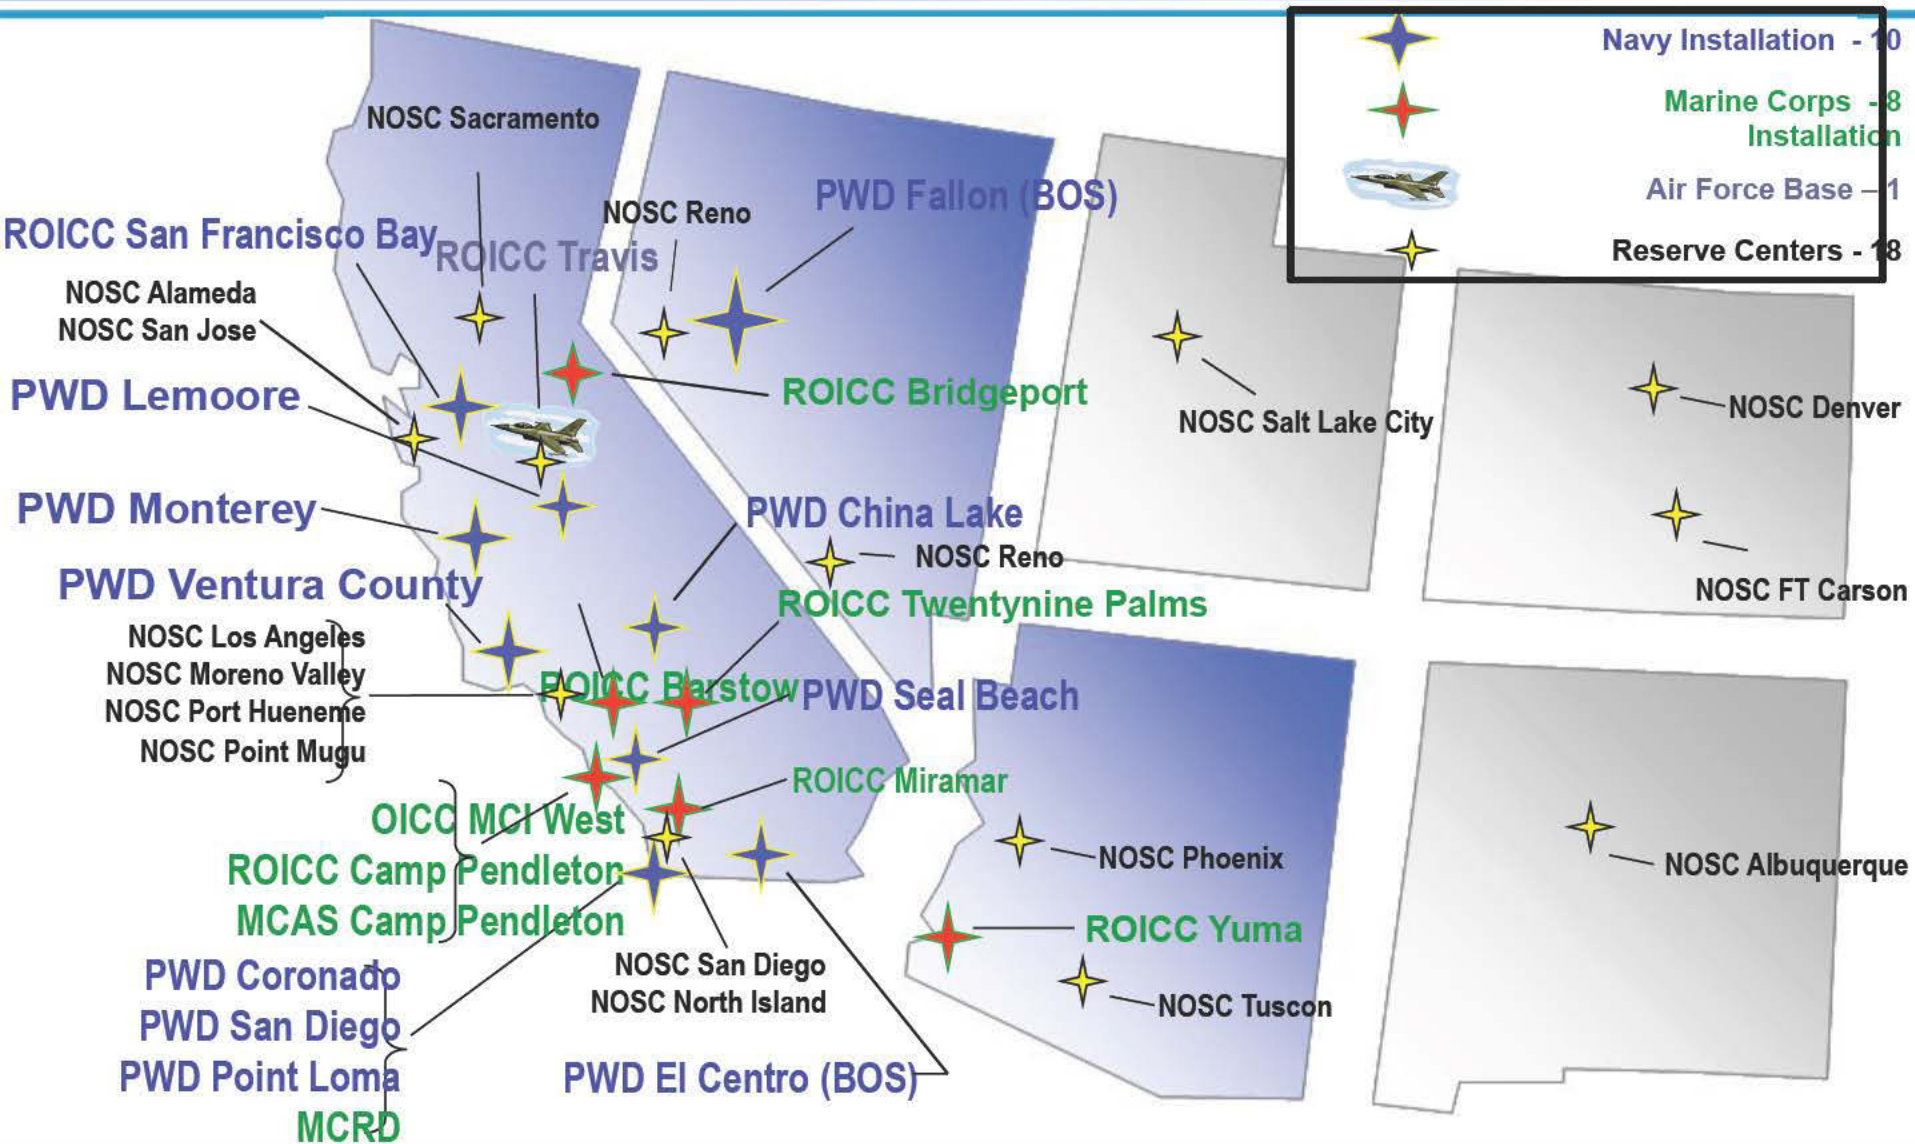 Navy Installation - 10
Marine Corps - 8
Installation
Air Force Base – 1
Reserve Centers - 18
NOSC Sacramento
PWD Fallon (BOS)
NOSC Reno
ROICC San Francisco Bay
ROICC Travis
NOSC Alameda
NOSC San Jose
PWD Lemoore
ROICC Bridgeport
NOSC Salt Lake City
NOSC Denver
PWD Monterey
PWD China Lake
NOSC Reno
PWD Ventura County
NOSC FT Carson
ROICC Twentynine Palms
NOSC Los Angeles
NOSC Moreno Valley
NOSC Port Hueneme
NOSC Point Mugu
ROICC Barstow
PWD Seal Beach
ROICC Miramar
OICC MCI West
ROICC Camp Pendleton
MCAS Camp Pendleton
NOSC Phoenix
NOSC Albuquerque
ROICC Yuma
NOSC San Diego
NOSC North Island
NOSC Tuscon
PWD Coronado
PWD San Diego
PWD Point Loma
MCRD
PWD El Centro (BOS)